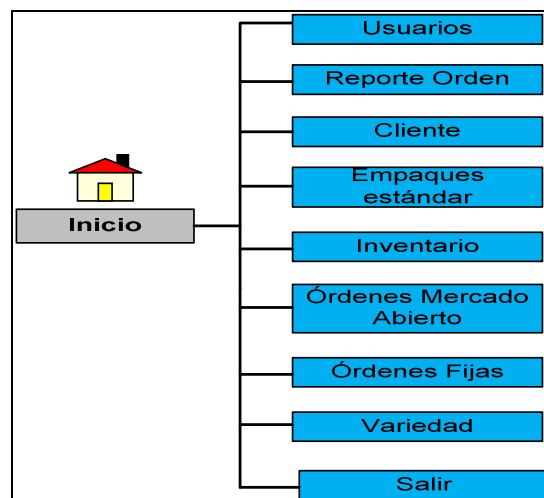 Inicio
Usuarios
Reporte Orden
Cliente
Empaques
estándar
Inventario
Órdenes Mercado
Abierto
Órdenes Fijas
Variedad
Salir